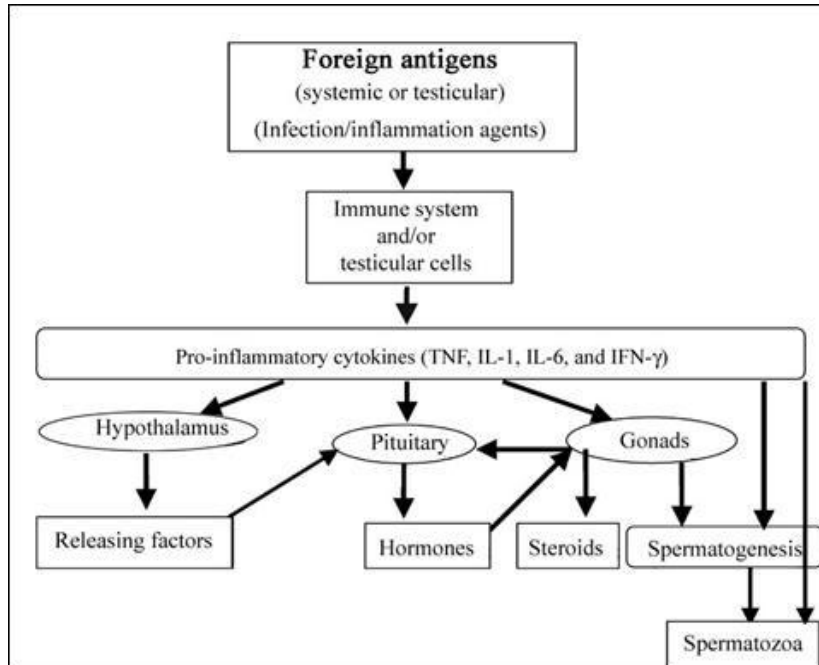 Foreign antigens
(systemic or testicular)
(Infection/inflammation agents)
Immune system
and/or
testicular cells
Pro-inflammatory cytokines (TNF, IL-1, IL-6, and IFN-γ)
Hypothalamus
Pituitary
Gonads
Releasing factors
Hormones
Steroids
Spermatogenesis
Spermatozoa